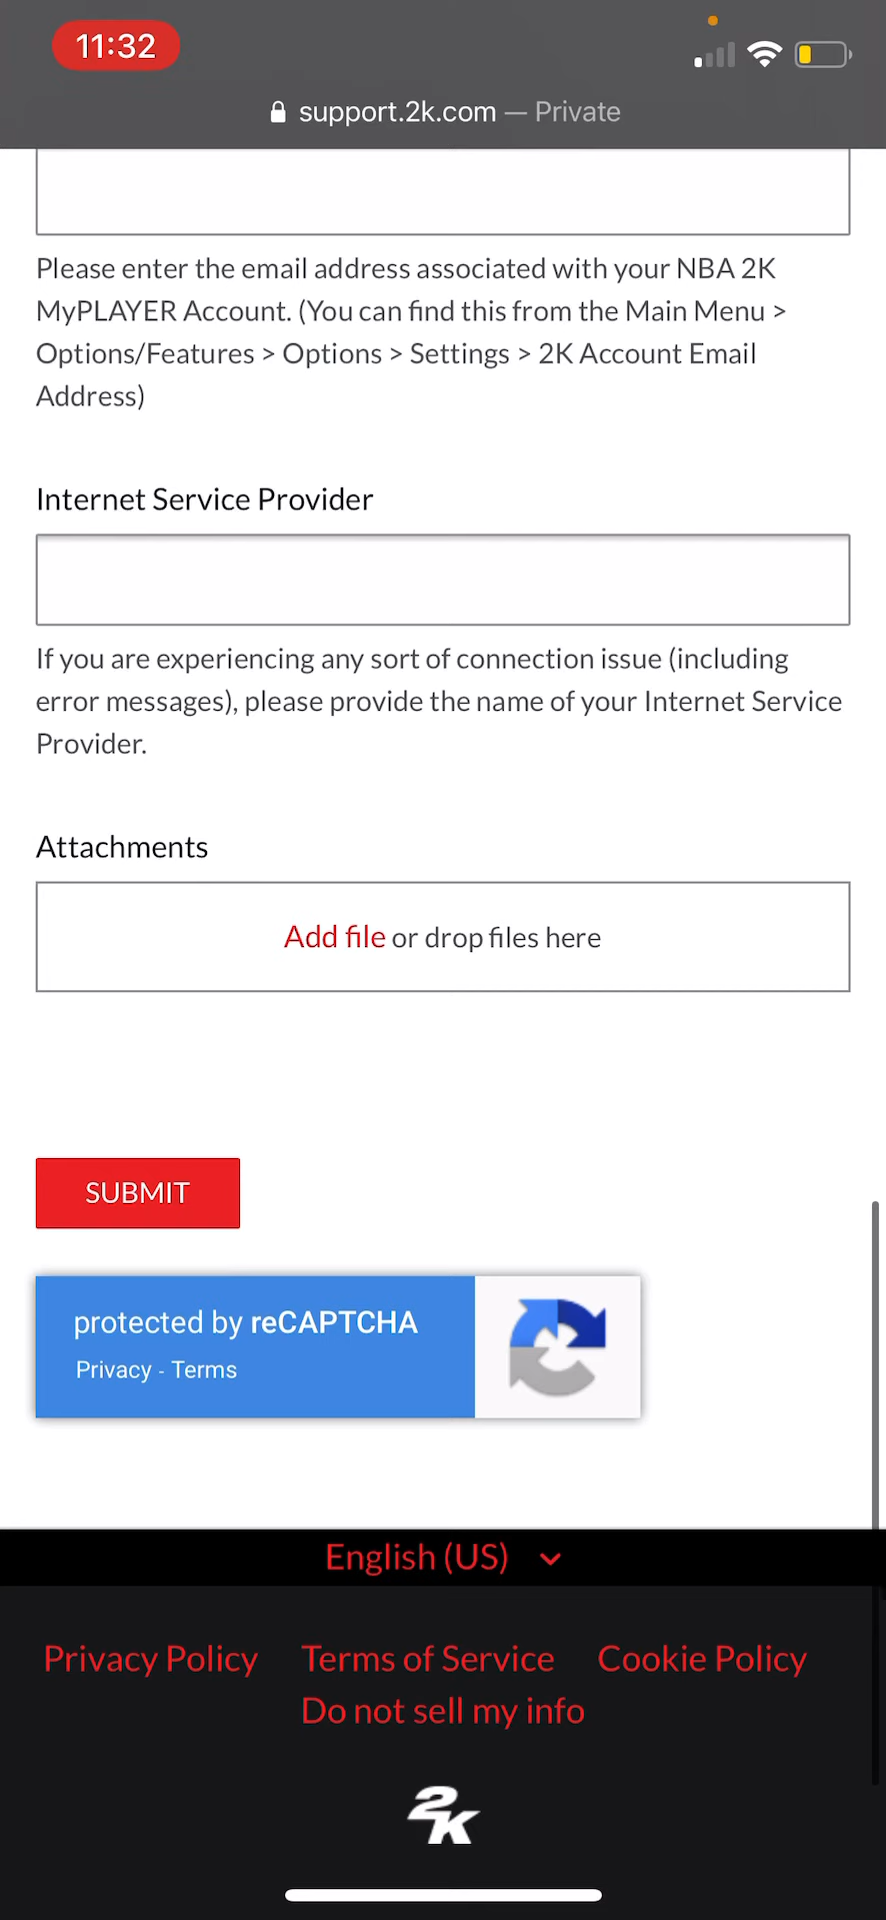 11:32
support.2k.com — Private
Please enter the email address associated with your NBA 2K
MyPLAYER Account. (You can find this from the Main Menu >
Options/Features > Options > Settings > 2K Account Email
Address)
Internet Service Provider
If you are experiencing any sort of connection issue (including
error messages), please provide the name of your Internet Service
Provider.
Attachments
Add file or drop files here
SUBMIT
protected by reCAPTCHA
Privacy - Terms
English (US)
Privacy Policy Terms of Service Cookie Policy
Do not sell my info
2K